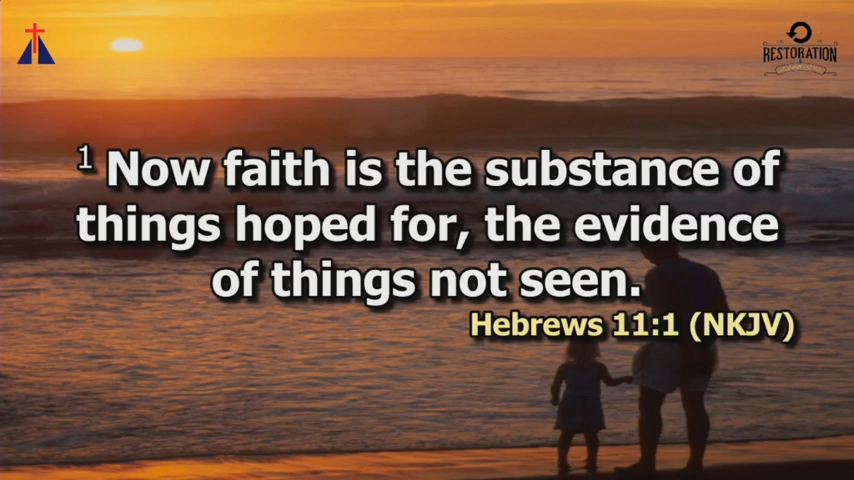 RESTORATION
1 Now faith is the substance of
things hoped for, the evidence
of things not seen.
Hebrews 11:1 (NKJV)